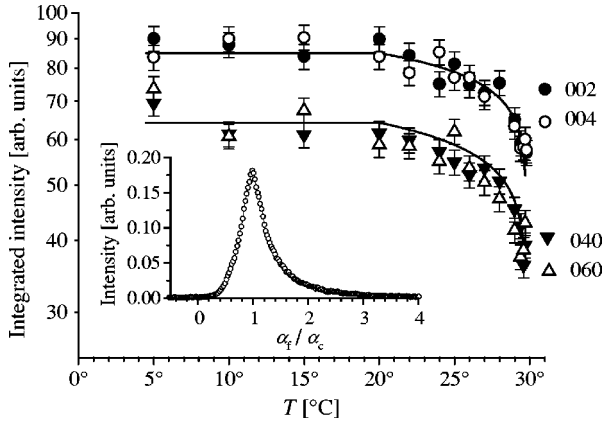 Integrated intensity [arb. units]
100
90
80
70
60
50
40
30
002
004
040
060
Intensity [arb. units]
0.20
0.15
0.10
0.05
0.00
0 1 2 3 4
αf / αc
0° 5° 10° 15° 20° 25° 30°
T [°C]